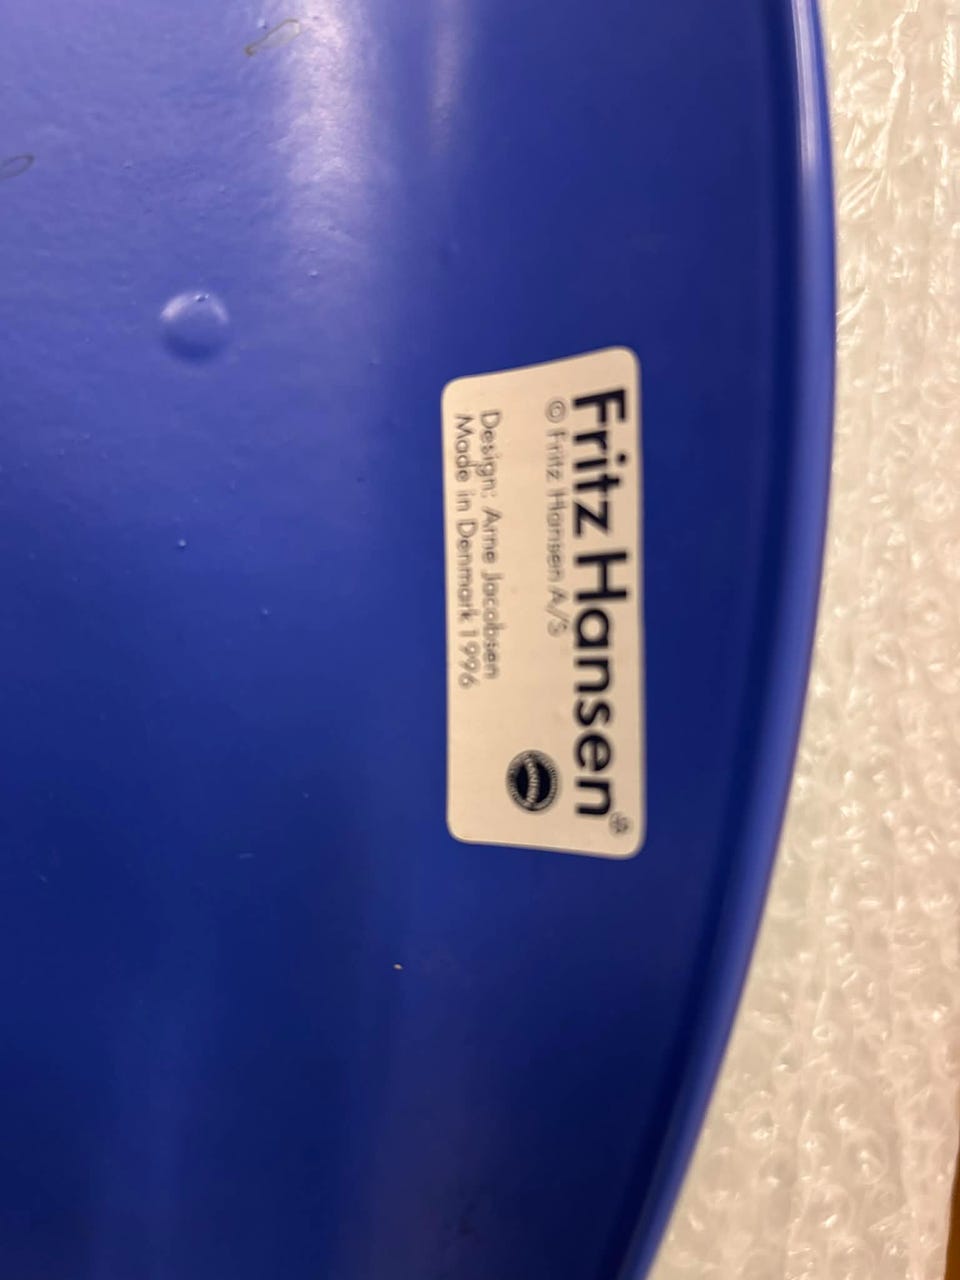 Fritz Hansen®
© Fritz Hansen A/S
Design: Arne Jacobsen
Made in Denmark 1996